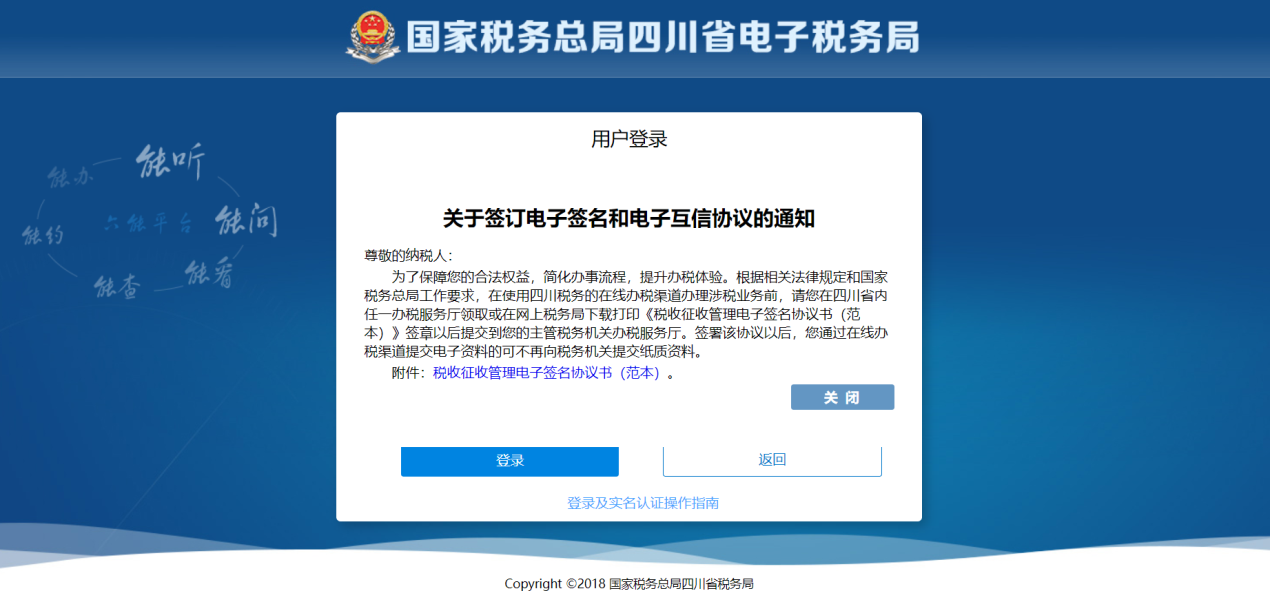 国家税务总局四川省电子税务局
用户登录
能听
能办
能问
六能平台
能约
能看
能查
关于签订电子签名和电子互信协议的通知
尊敬的纳税人：
为了保障您的合法权益，简化办事流程，提升办税体验。根据相关法律规定和国家
税务总局工作要求，在使用四川税务的在线办税渠道办理涉税业务前，请您在四川省内
任一办税服务厅领取或在网上税务局下载打印《税收征收管理电子签名协议书（范
本）》签章以后提交到您的主管税务机关办税服务厅。签署该协议以后，您通过在线办
税渠道提交电子资料的可不再向税务机关提交纸质资料。
附件：税收征收管理电子签名协议书（范本）。
关 闭
登录
返回
登录及实名认证操作指南
Copyright ©2018 国家税务总局四川省税务局